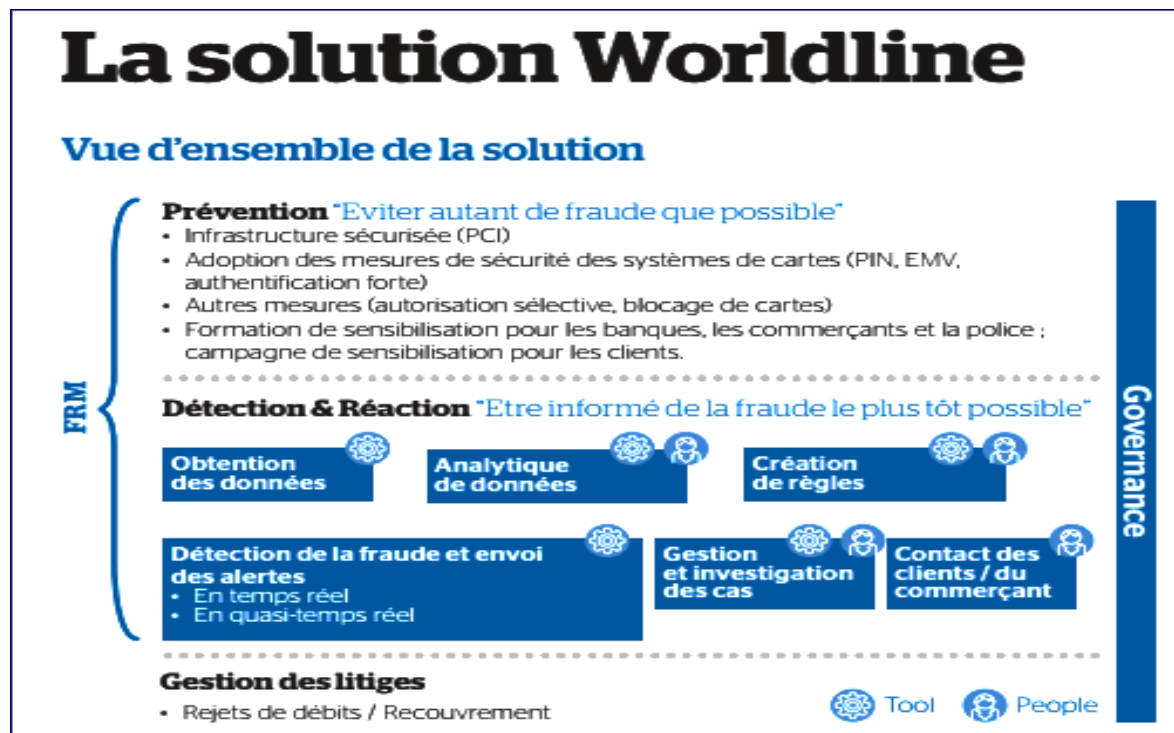 La solution Worldline
Vue d'ensemble de la solution
FRM
Prévention "Eviter autant de fraude que possible"
• Infrastructure sécurisée (PCI)
• Adoption des mesures de sécurité des systèmes de cartes (PIN, EMV,
authentification forte)
• Autres mesures (autorisation sélective, blocage de cartes)
• Formation de sensibilisation pour les banques, les commerçants et la police ;
campagne de sensibilisation pour les clients.
Détection & Réaction "Etre informé de la fraude le plus tôt possible"
Obtention
des données
Analytique
de données
Création
de règles
Détection de la fraude et envoi
des alertes
• En temps réel
• En quasi-temps réel
Gestion
et investigation
des cas
Contact des
clients / du
commerçant
Governance
Gestion des litiges
• Rejets de débits / Recouvrement
Tool
People